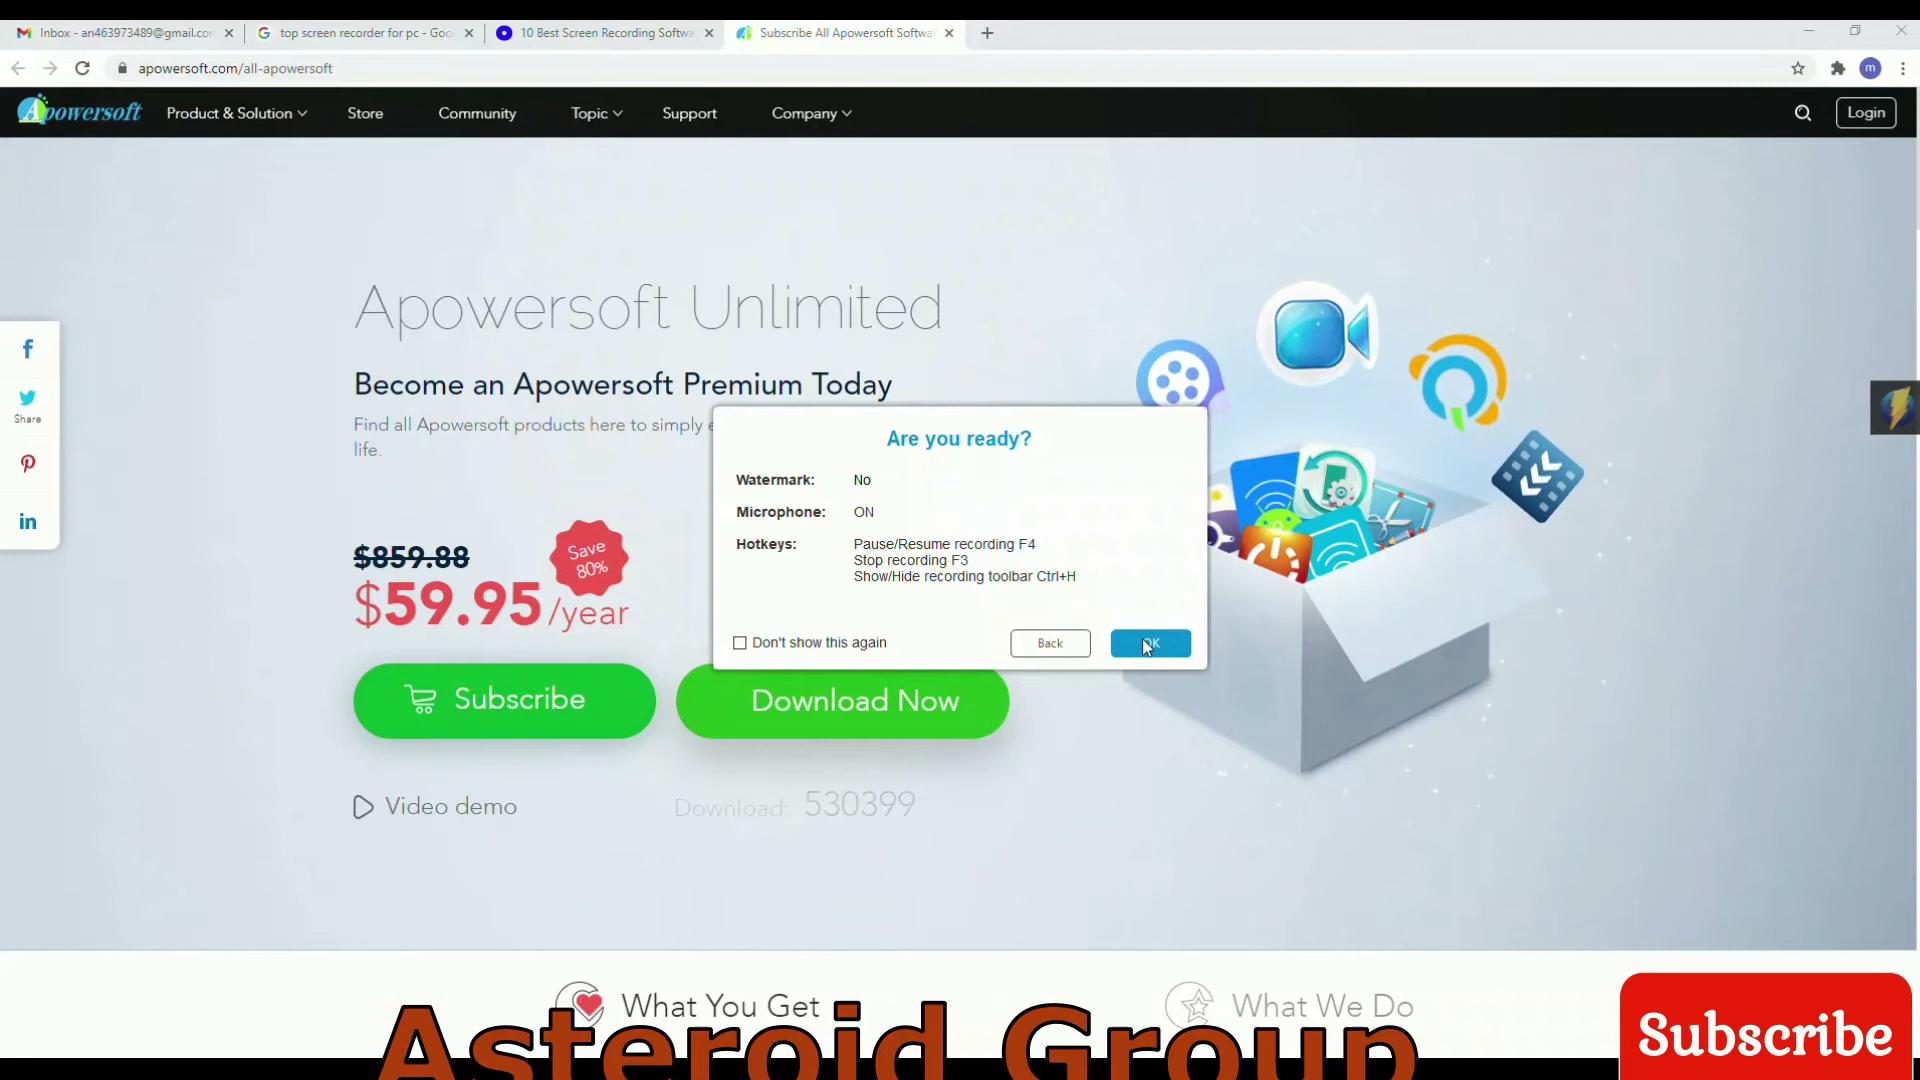 Inbox - an463973489@gmail.co
top screen recorder for pc - Goo
10 Best Screen Recording Softwa
Subscribe All Apowersoft Softwa
apowersoft.com/all-apowersoft
m
Apowersoft
Product & Solution
Store
Community
Topic
Support
Company
Login
Apowersoft Unlimited
Become an Apowersoft Premium Today
Find all Apowersoft products here to simply e
life.
Share
Are you ready?
Watermark: No
Microphone: ON
Hotkeys: Pause/Resume recording F4
Stop recording F3
Show/Hide recording toolbar Ctrl+H
Don't show this again
Back
OK
$859.88
Save
80%
$59.95/year
Subscribe
Download Now
Video demo
Download: 530399
What You Get
What We Do
Asteroid Group
Subscribe